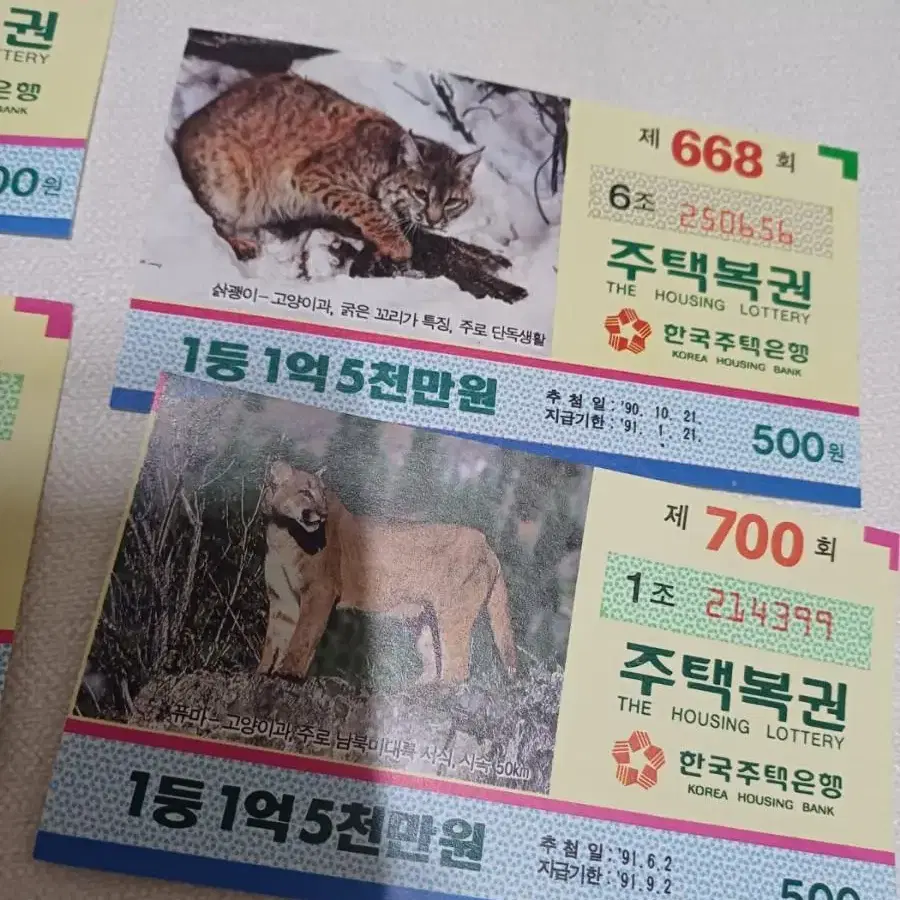 권
TERY
은행
BANK
00원
제 668 회
6조 250656
주택복권
THE HOUSING LOTTERY
한국주택은행
KOREA HOUSING BANK
삵괭이-고양이과, 굵은 꼬리가 특징, 주로 단독생활
1등 1억 5천만원
추첨일 : '90. 10. 21.
지급기한 : '91. 1. 21.
500원
제 700 회
1조 214399
주택복권
THE HOUSING LOTTERY
한국주택은행
KOREA HOUSING BANK
퓨마-고양이과, 주로 남북미대륙 서식, 시속 50km
1등 1억 5천만원
추첨일 : '91.6.2
지급기한 : '91.9.2
500